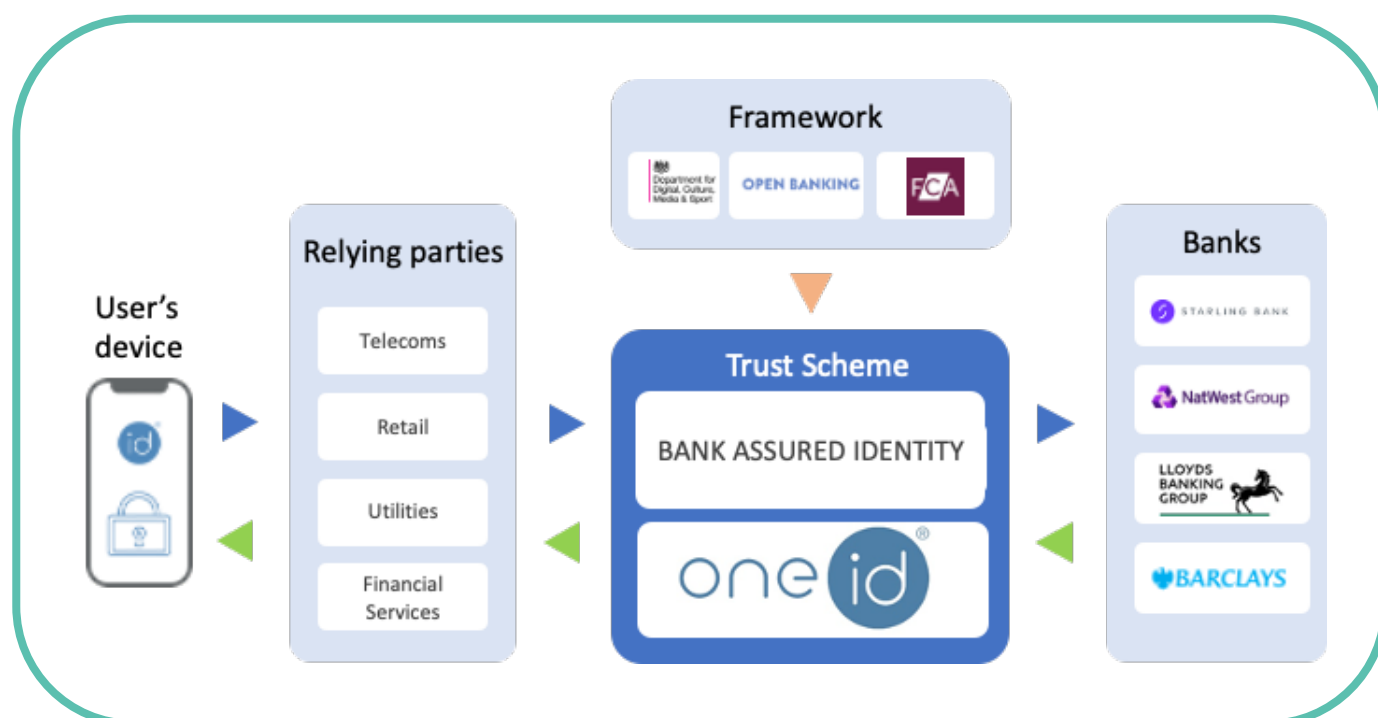 Framework
Department for
Digital, Culture,
Media & Sport
OPEN BANKING
FCA
Relying parties
Telecoms
Retail
Utilities
Financial
Services
User's
device
id
Trust Scheme
BANK ASSURED IDENTITY
one id®
Banks
STARLING BANK
NatWest Group
LLOYDS
BANKING
GROUP
BARCLAYS